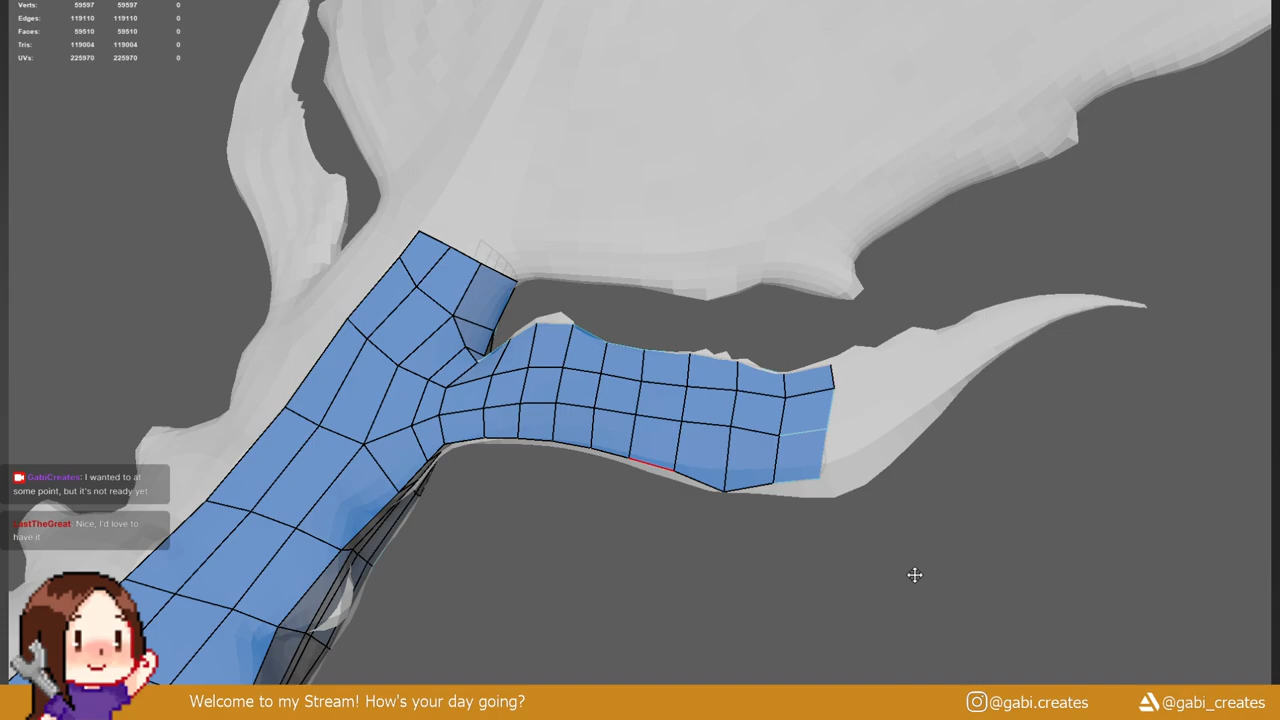 Verts: 59597 59597 0
Edges: 119110 119110 0
Faces: 59510 59510 0
Tris: 119004 119004 0
UVs: 225970 225970 0
GabiCreates: I wanted to at
some point, but it's not ready yet
LastTheGreat: Nice, I'd love to
have it
Welcome to my Stream! How's your day going?
@gabi.creates
@gabi_creates